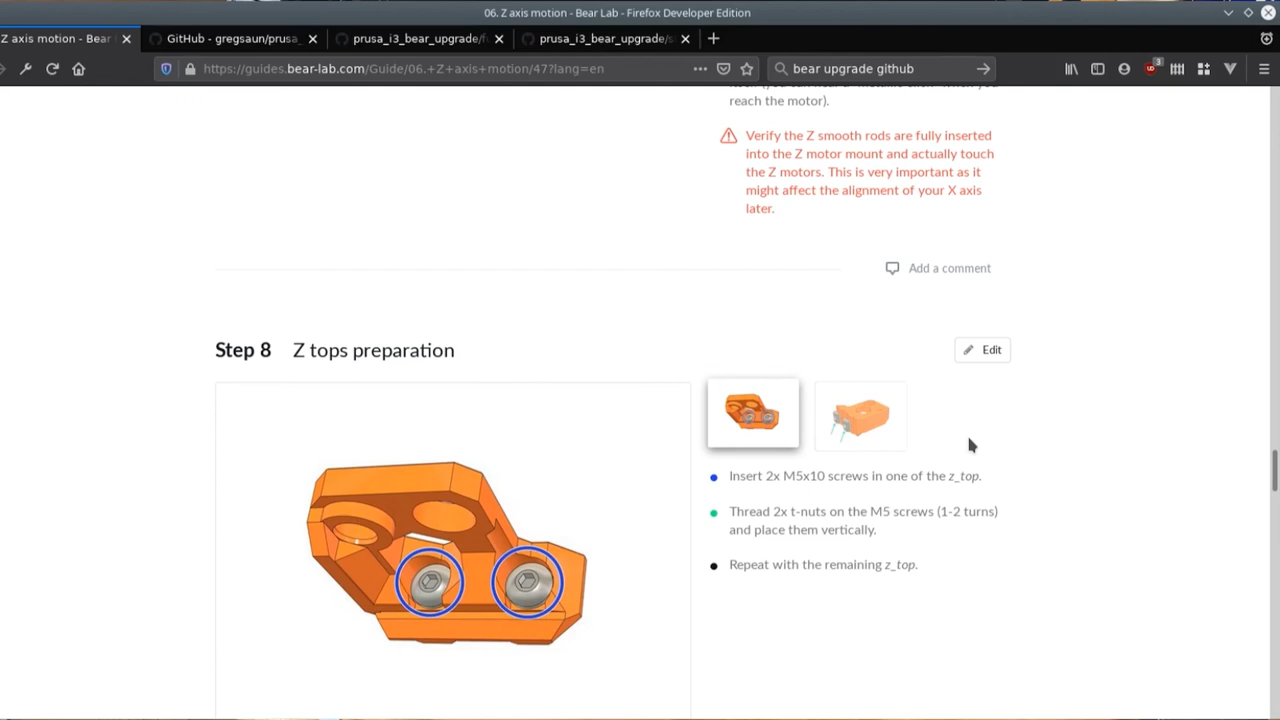 06. Z axis motion - Bear Lab - Firefox Developer Edition
Z axis motion - Bear
GitHub - gregsaun/prusa_
prusa_i3_bear_upgrade/f
prusa_i3_bear_upgrade/s
https://guides.bear-lab.com/Guide/06.+Z+axis+motion/47?lang=en
bear upgrade github
3
reach the motor).
Verify the Z smooth rods are fully inserted
into the Z motor mount and actually touch
the Z motors. This is very important as it
might affect the alignment of your X axis
later.
Add a comment
Step 8 Z tops preparation
Edit
Insert 2x M5x10 screws in one of the z_top.
Thread 2x t-nuts on the M5 screws (1-2 turns)
and place them vertically.
Repeat with the remaining z_top.